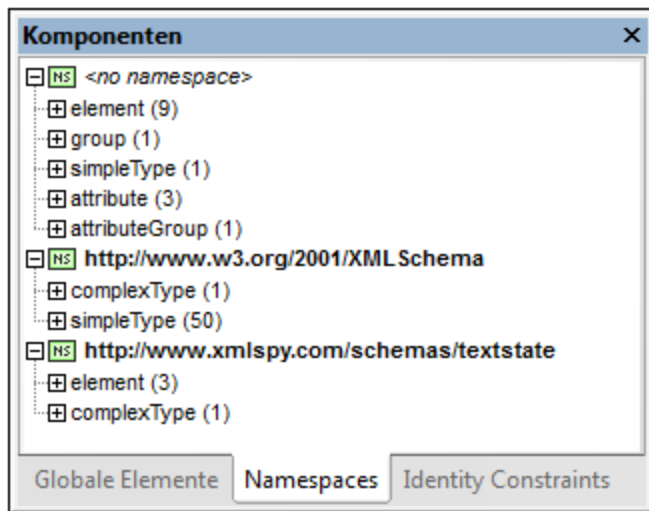 Komponenten
NS <no namespace>
element (9)
group (1)
simpleType (1)
attribute (3)
attributeGroup (1)
NS http://www.w3.org/2001/XMLSchema
complexType (1)
simpleType (50)
NS http://www.xmlspy.com/schemas/textstate
element (3)
complexType (1)
Globale Elemente Namespaces Identity Constraints